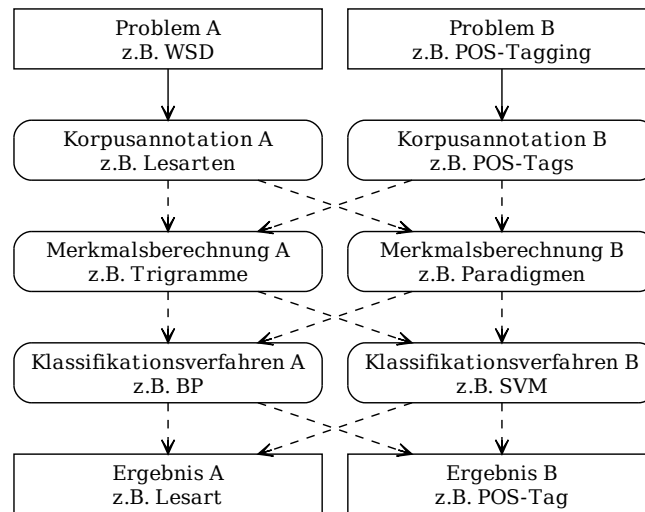 Problem A
z.B. WSD
Problem B
z.B. POS-Tagging
Korpusannotation A
z.B. Lesarten
Korpusannotation B
z.B. POS-Tags
Merkmalsberechnung A
z.B. Trigramme
Merkmalsberechnung B
z.B. Paradigmen
Klassifikationsverfahren A
z.B. BP
Klassifikationsverfahren B
z.B. SVM
Ergebnis A
z.B. Lesart
Ergebnis B
z.B. POS-Tag